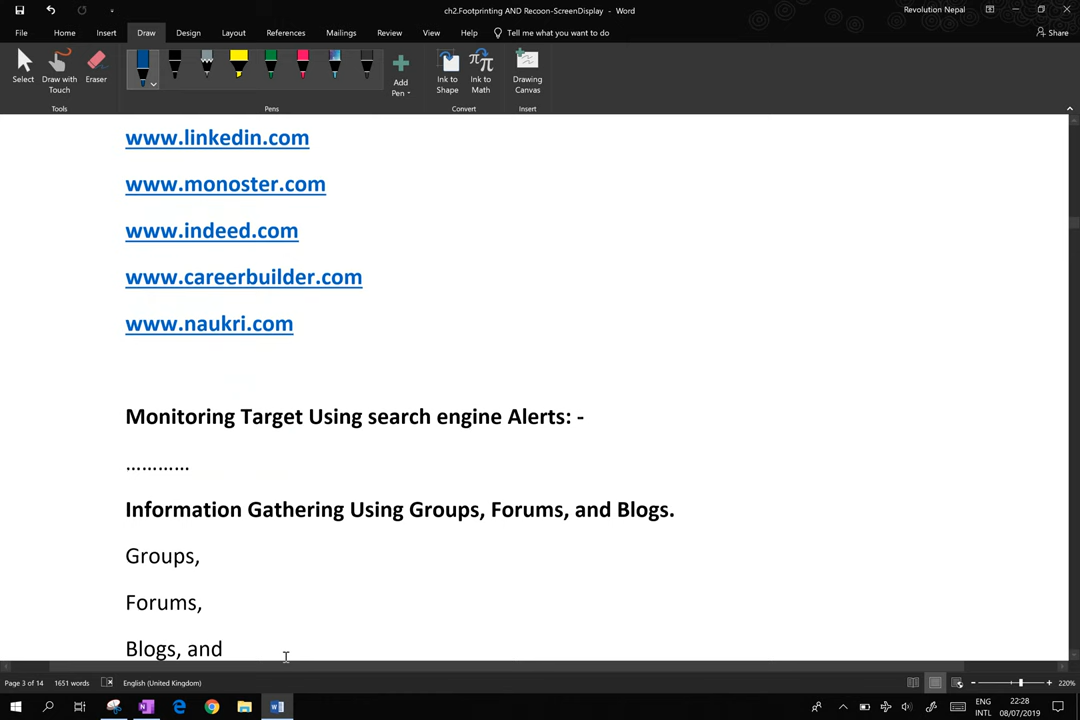 ch2.Footprinting AND Recoon-ScreenDisplay - Word
Revolution Nepal
File Home Insert Draw Design Layout References Mailings Review View Help Tell me what you want to do Share
Select
Draw with Touch
Eraser
Add Pen
Ink to Shape
Ink to Math
Drawing Canvas
Tools Pens Convert Insert
www.linkedin.com
www.monoster.com
www.indeed.com
www.careerbuilder.com
www.naukri.com
Monitoring Target Using search engine Alerts: -
…………
Information Gathering Using Groups, Forums, and Blogs.
Groups,
Forums,
Blogs, and
Page 3 of 14 1651 words English (United Kingdom) 220%
ENG 22:28
INTL 08/07/2019